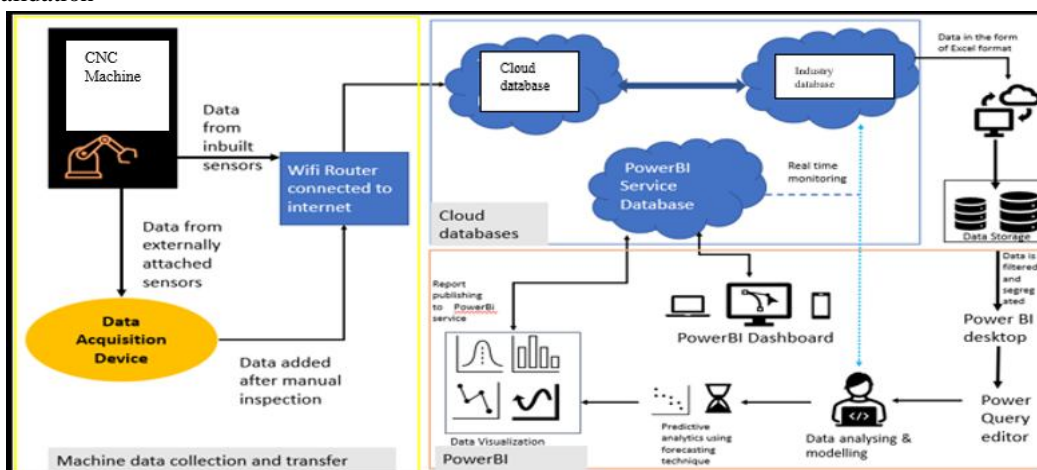 CNC
Machine
Data
from
inbuilt
sensors
Wifi Router
connected to
internet
Data from
externally
attached
sensors
Data
Acquisition
Device
Data added
after manual
inspection
Machine data collection and transfer
Cloud
database
Industry
database
PowerBI
Service
Database
Real time
monitoring
Cloud
databases
Data in the form
of Excel format
Data Storage
Data is
filtered
and
segreg
ated
Power BI
desktop
Power
Query
editor
Data analysing &
modelling
Predictive
analytics using
forecasting
technique
Report
publishing
to PowerBi
service
PowerBI Dashboard
Data Visualization
PowerBI